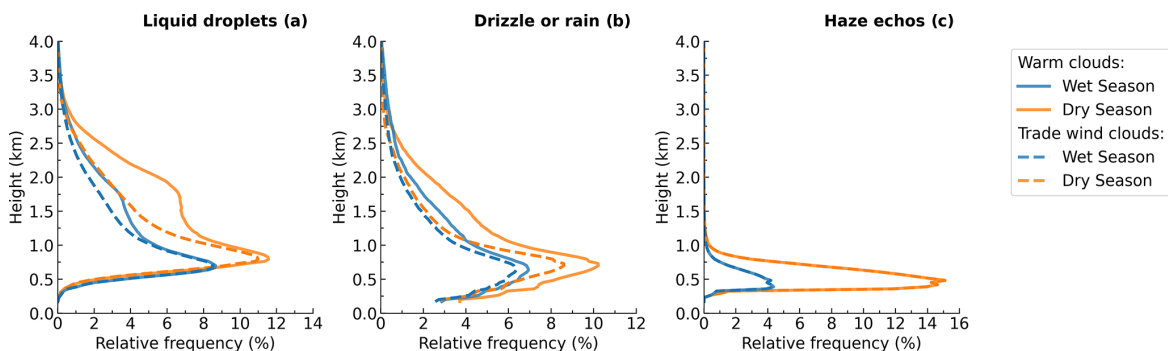 Liquid droplets (a)
Drizzle or rain (b)
Haze echos (c)
4.0
3.5
3.0
2.5
2.0
1.5
1.0
0.5
0.0
Height (km)
0 2 4 6 8 10 12 14
Relative frequency (%)
4.0
3.5
3.0
2.5
2.0
1.5
1.0
0.5
0.0
Height (km)
0 2 4 6 8 10 12
Relative frequency (%)
4.0
3.5
3.0
2.5
2.0
1.5
1.0
0.5
0.0
Height (km)
0 2 4 6 8 10 12 14 16
Relative frequency (%)
Warm clouds:
Wet Season
Dry Season
Trade wind clouds:
Wet Season
Dry Season